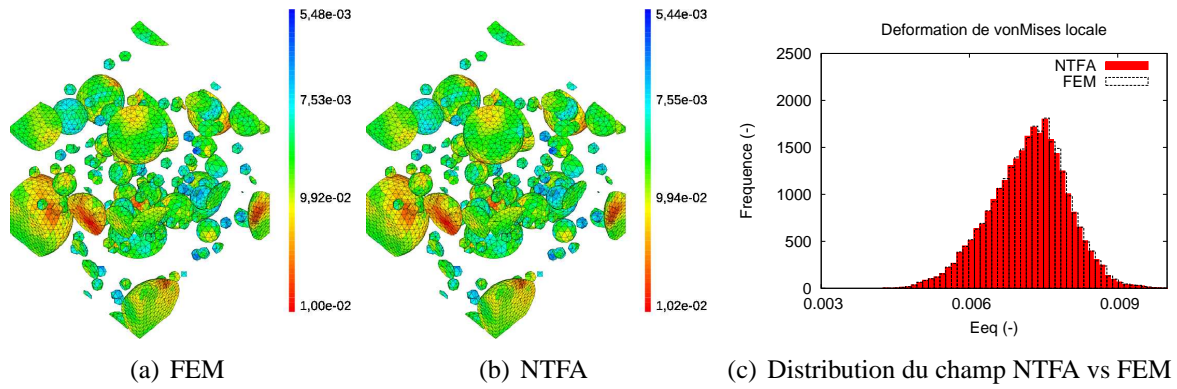 5,48e-03
7,53e-03
9,92e-03
1,00e-02
(a) FEM
5,44e-03
7,55e-03
9,94e-03
1,02e-02
(b) NTFA
Deformation de vonMises locale
NTFA
FEM
Frequence (-)
2500
2000
1500
1000
500
0
0.003
0.006
0.009
Eeq (-)
(c) Distribution du champ NTFA vs FEM